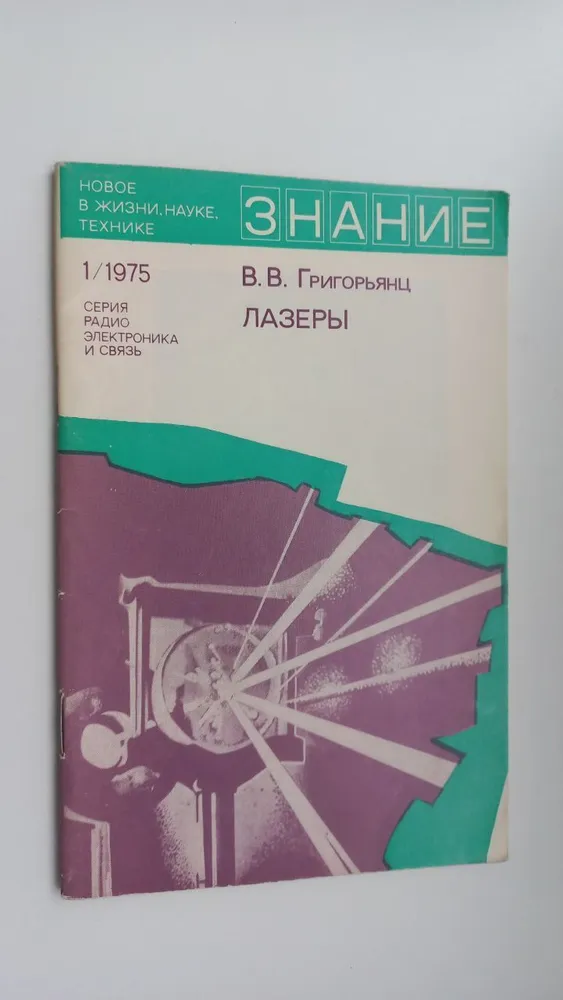 НОВОЕ
В ЖИЗНИ, НАУКЕ,
ТЕХНИКЕ
ЗНАНИЕ
1/1975
СЕРИЯ
РАДИО
ЭЛЕКТРОНИКА
И СВЯЗЬ
В. В. ГРИГОРЬЯНЦ
ЛАЗЕРЫ